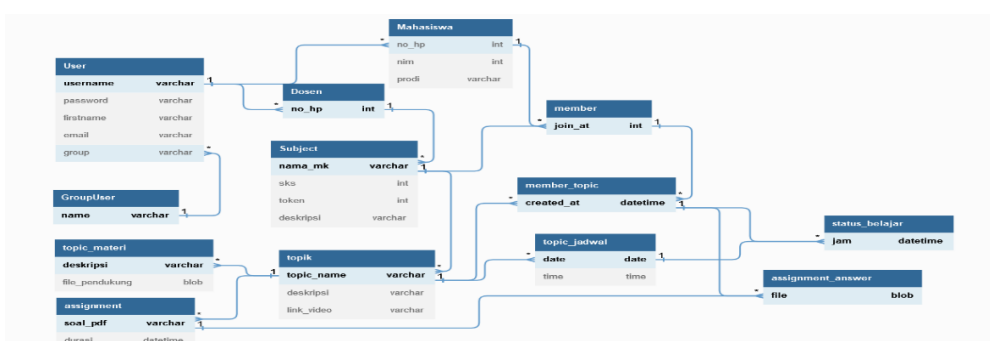 Mahasiswa
no_hp int
nim int
prodi varchar
User
username varchar
password varchar
firstname varchar
email varchar
group varchar
Dosen
no_hp int
member
join_at int
Subject
nama_mk varchar
sks int
token int
deskripsi varchar
GroupUser
name varchar
member_topic
created_at datetime
topic_materi
deskripsi varchar
file_pondukung blob
topik
topic_name varchar
deskripsi varchar
link_video varchar
topic_jadwal
date date
time time
status_belajar
jam datetime
assignment_answer
file blob
assignment
soal_pdf varchar
durasi datetime